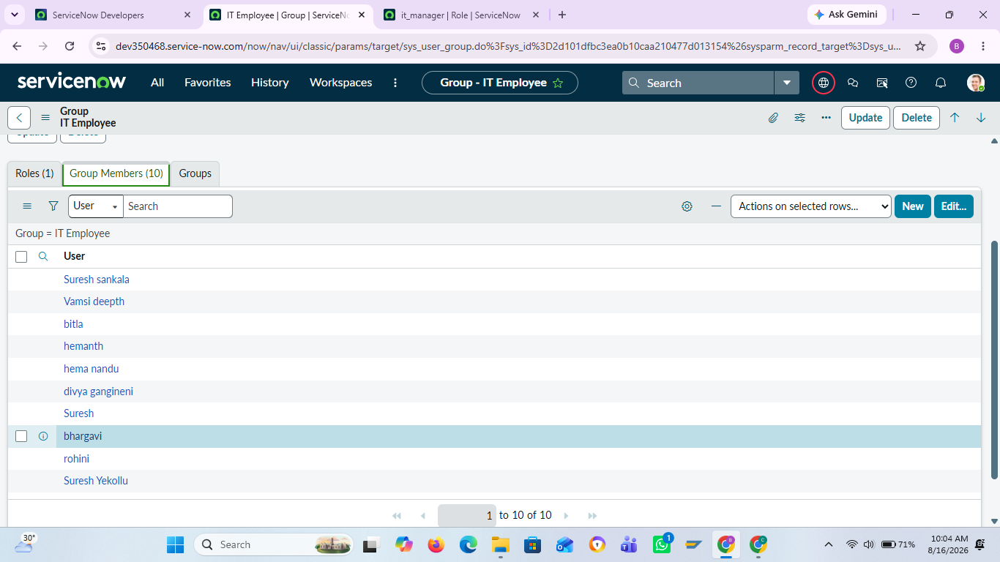 ServiceNow Developers
IT Employee | Group | ServiceNo
it_manager | Role | ServiceNow
Ask Gemini
dev350468.service-now.com/now/nav/ui/classic/params/target/sys_user_group.do%3Fsys_id%3D2d101dfbc3ea0b10caa210477d013154%26sysparm_record_target%3Dsys_u...
B
servicenow All Favorites History Workspaces Group - IT Employee Search
Group
IT Employee
Update Delete
Update Delete
Roles (1) Group Members (10) Groups
User Search Actions on selected rows... New Edit...
Group = IT Employee
User
Suresh sankala
Vamsi deepth
bitla
hemanth
hema nandu
divya gangineni
Suresh
bhargavi
rohini
Suresh Yekollu
1 to 10 of 10
30°
Search
1
B
C
71%
10:04 AM
8/16/2026